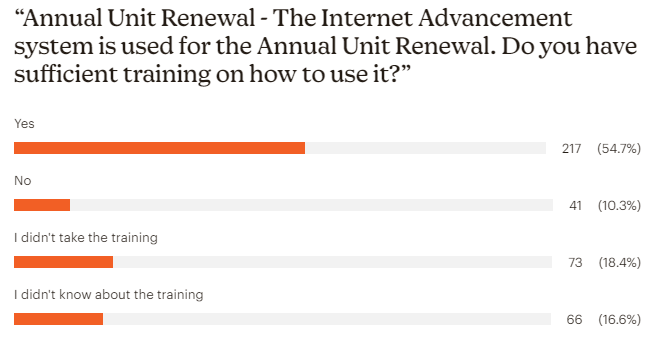 “Annual Unit Renewal - The Internet Advancement
system is used for the Annual Unit Renewal. Do you have
sufficient training on how to use it?”
Yes
217 (54.7%)
No
41 (10.3%)
I didn't take the training
73 (18.4%)
I didn't know about the training
66 (16.6%)